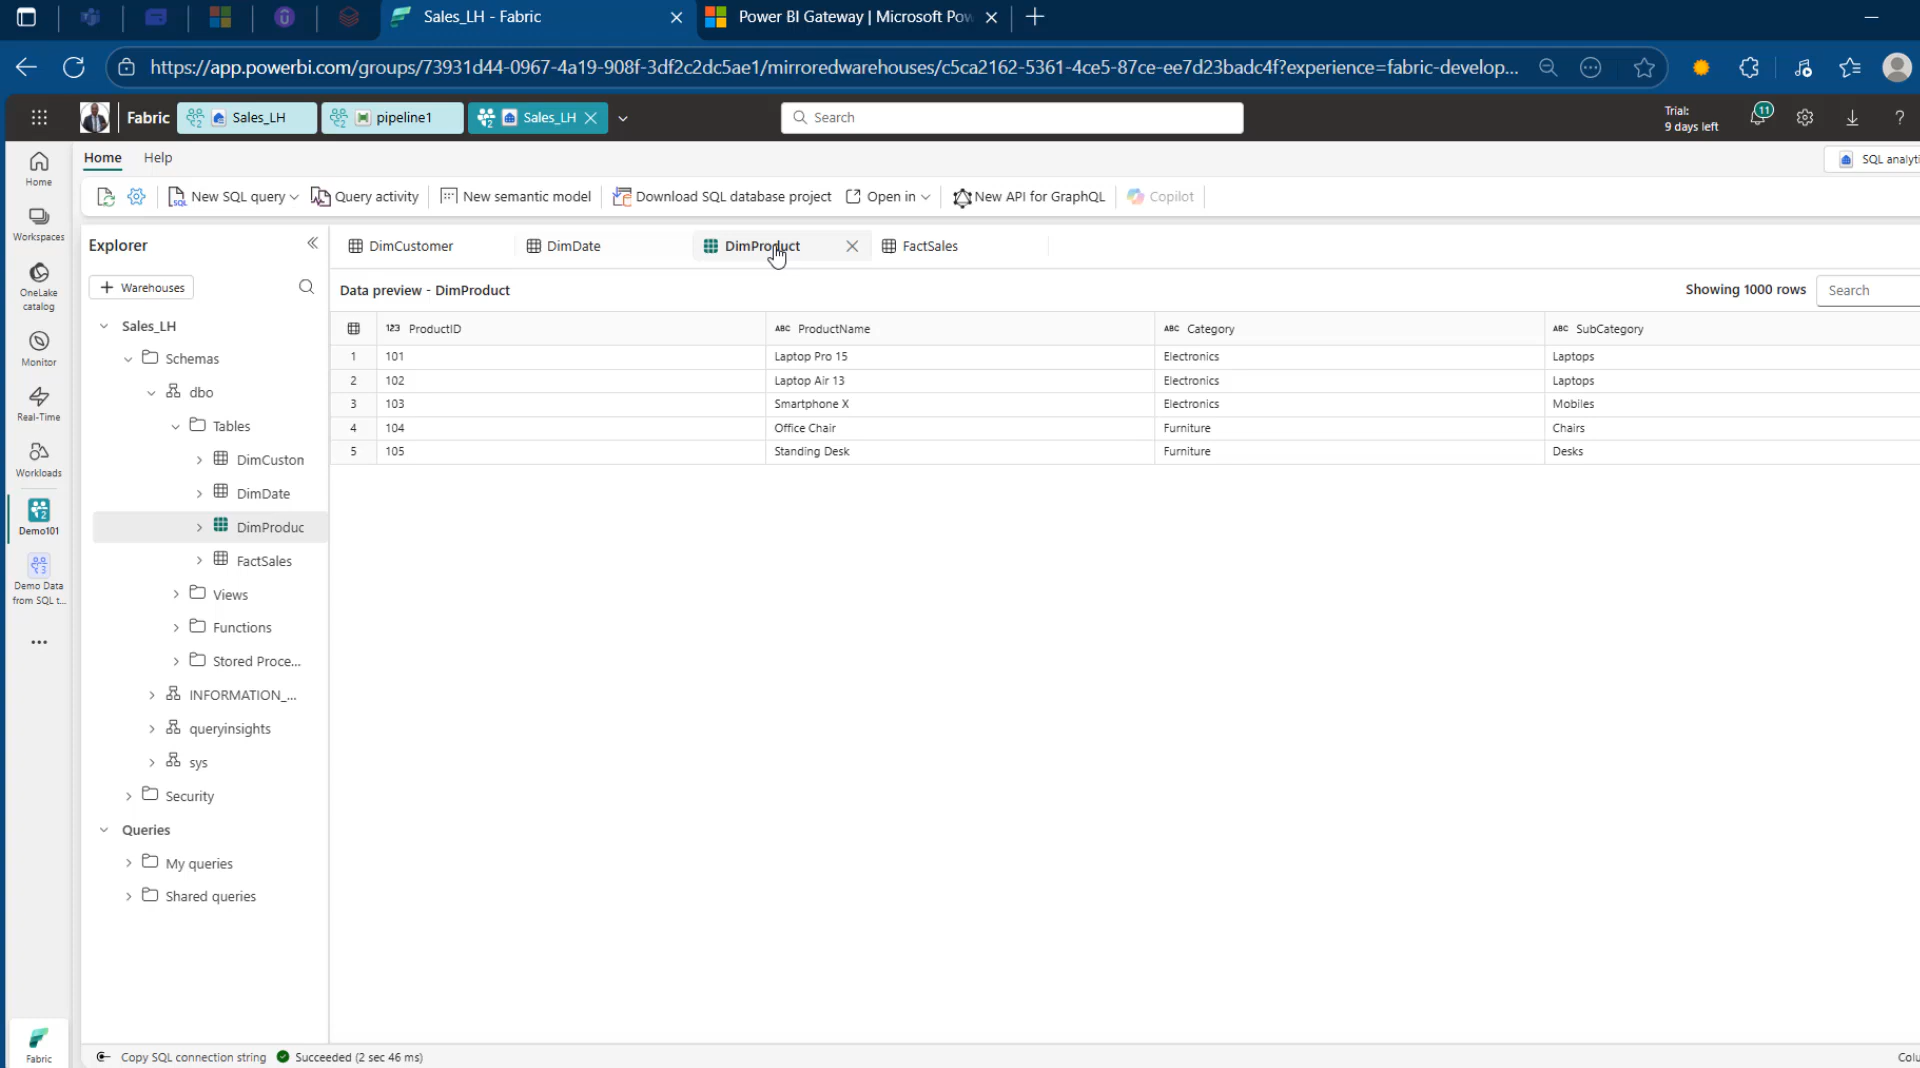 Sales_LH - Fabric
Power BI Gateway | Microsoft Pow
https://app.powerbi.com/groups/73931d44-0967-4a19-908f-3df2c2dc5ae1/mirroredwarehouses/c5ca2162-5361-4ce5-87ce-ee7d23badc4f?experience=fabric-develop...
Fabric
Sales_LH
pipeline1
Sales_LH
Search
Trial:
9 days left
11
?
Home
Help
SQL analyti
New SQL query
Query activity
New semantic model
Download SQL database project
Open in
New API for GraphQL
Copilot
Home
Workspaces
OneLake
catalog
Monitor
Real-Time
Workloads
Demo101
Demo Data
from SQL t...
Fabric
Explorer
Warehouses
Sales_LH
Schemas
dbo
Tables
DimCuston
DimDate
DimProduc
FactSales
Views
Functions
Stored Proce...
INFORMATION_...
queryinsights
sys
Security
Queries
My queries
Shared queries
DimCustomer
DimDate
DimProduct
FactSales
Data preview - DimProduct
Showing 1000 rows
Search
123 ProductID ABC ProductName ABC Category ABC SubCategory
1 101 Laptop Pro 15 Electronics Laptops
2 102 Laptop Air 13 Electronics Laptops
3 103 Smartphone X Electronics Mobiles
4 104 Office Chair Furniture Chairs
5 105 Standing Desk Furniture Desks
Copy SQL connection string
Succeeded (2 sec 46 ms)
Colu